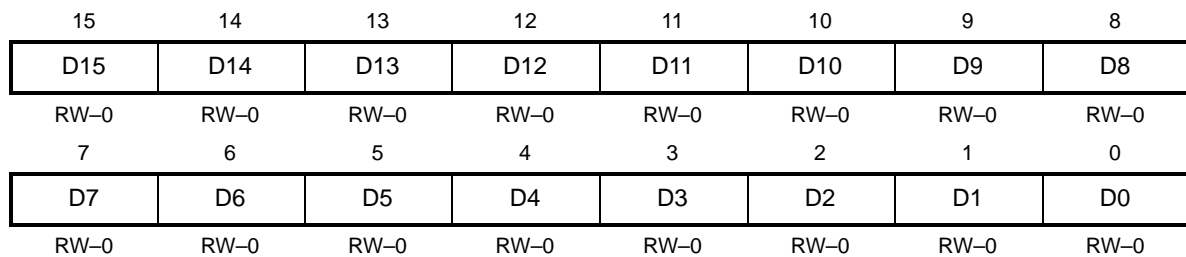 15 14 13 12 11 10 9 8
D15 D14 D13 D12 D11 D10 D9 D8
RW–0 RW–0 RW–0 RW–0 RW–0 RW–0 RW–0 RW–0
7 6 5 4 3 2 1 0
D7 D6 D5 D4 D3 D2 D1 D0
RW–0 RW–0 RW–0 RW–0 RW–0 RW–0 RW–0 RW–0